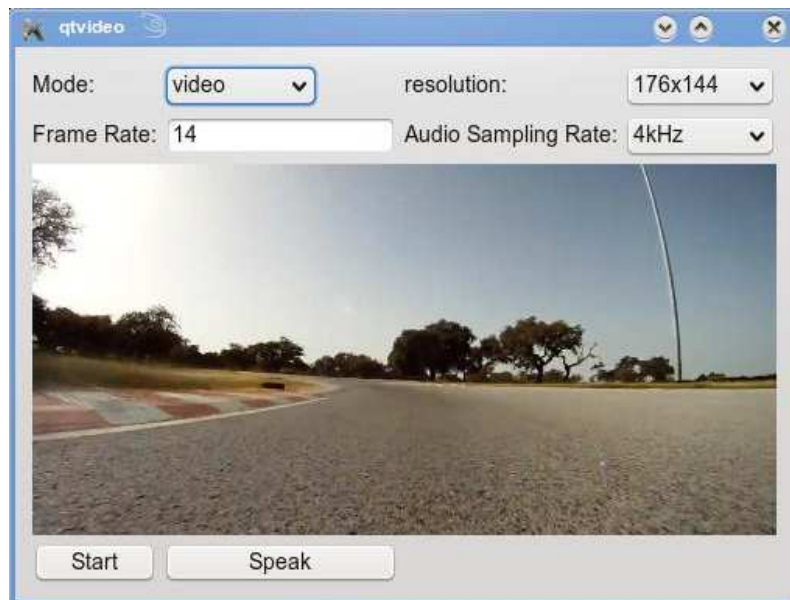 qtvideo
Mode: video resolution: 176x144
Frame Rate: 14 Audio Sampling Rate: 4kHz
Start Speak